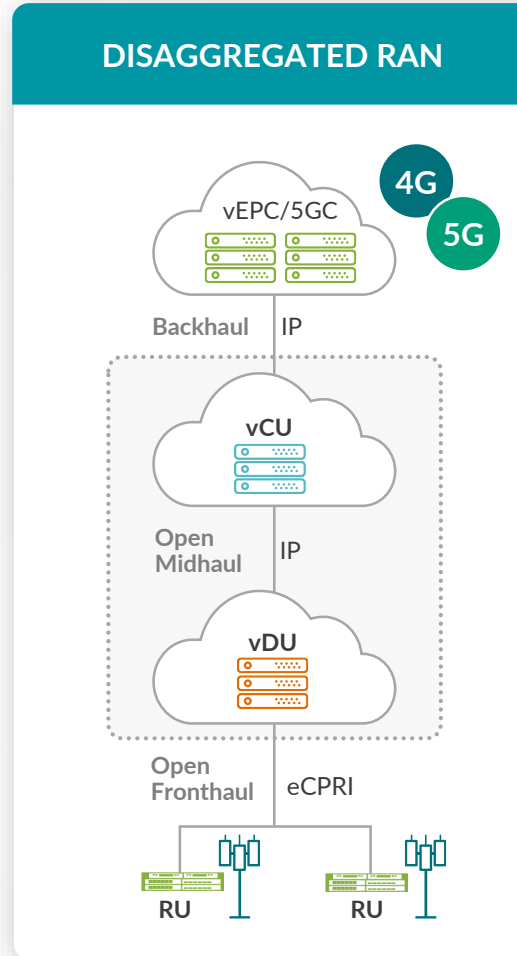 DISAGGREGATED RAN
4G
5G
vEPC/5GC
Backhaul IP
vCU
Open
Midhaul
IP
vDU
Open
Fronthaul
eCPRI
RU
RU